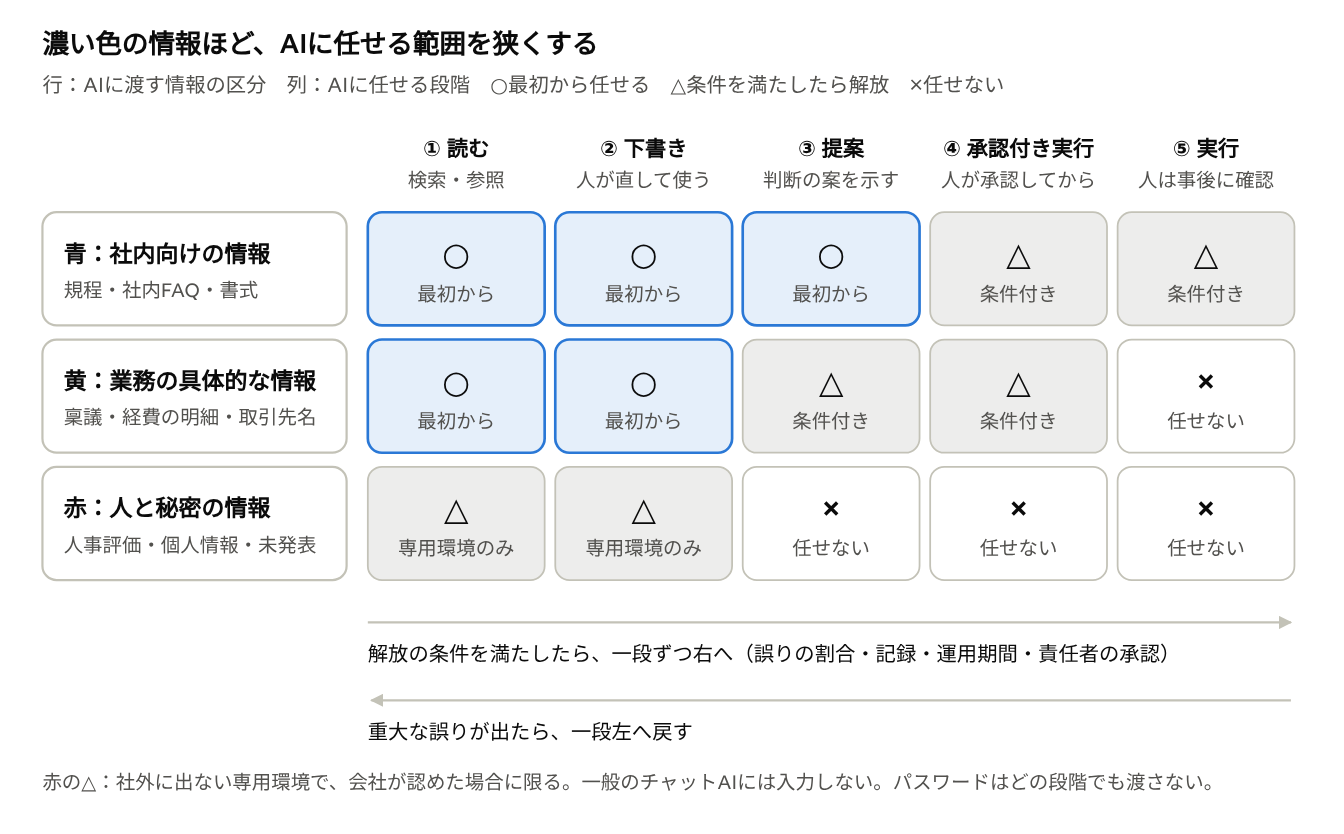 濃い色の情報ほど、AIに任せる範囲を狭くする
行：AIに渡す情報の区分　列：AIに任せる段階　○最初から任せる　△条件を満たしたら解放　×任せない
① 読む　② 下書き　③ 提案　④ 承認付き実行　⑤ 実行
検索・参照　人が直して使う　判断の案を示す　人が承認してから　人は事後に確認
青：社内向けの情報　○　○　○　△　△
規程・社内FAQ・書式　最初から　最初から　最初から　条件付き　条件付き
黄：業務の具体的な情報　○　○　△　△　×
稟議・経費の明細・取引先名　最初から　最初から　条件付き　条件付き　任せない
赤：人と秘密の情報　△　△　×　×　×
人事評価・個人情報・未発表　専用環境のみ　専用環境のみ　任せない　任せない　任せない
解放の条件を満たしたら、一段ずつ右へ（誤りの割合・記録・運用期間・責任者の承認）
重大な誤りが出たら、一段左へ戻す
赤の△：社外に出ない専用環境で、会社が認めた場合に限る。一般のチャットAIには入力しない。パスワードはどの段階でも渡さない。